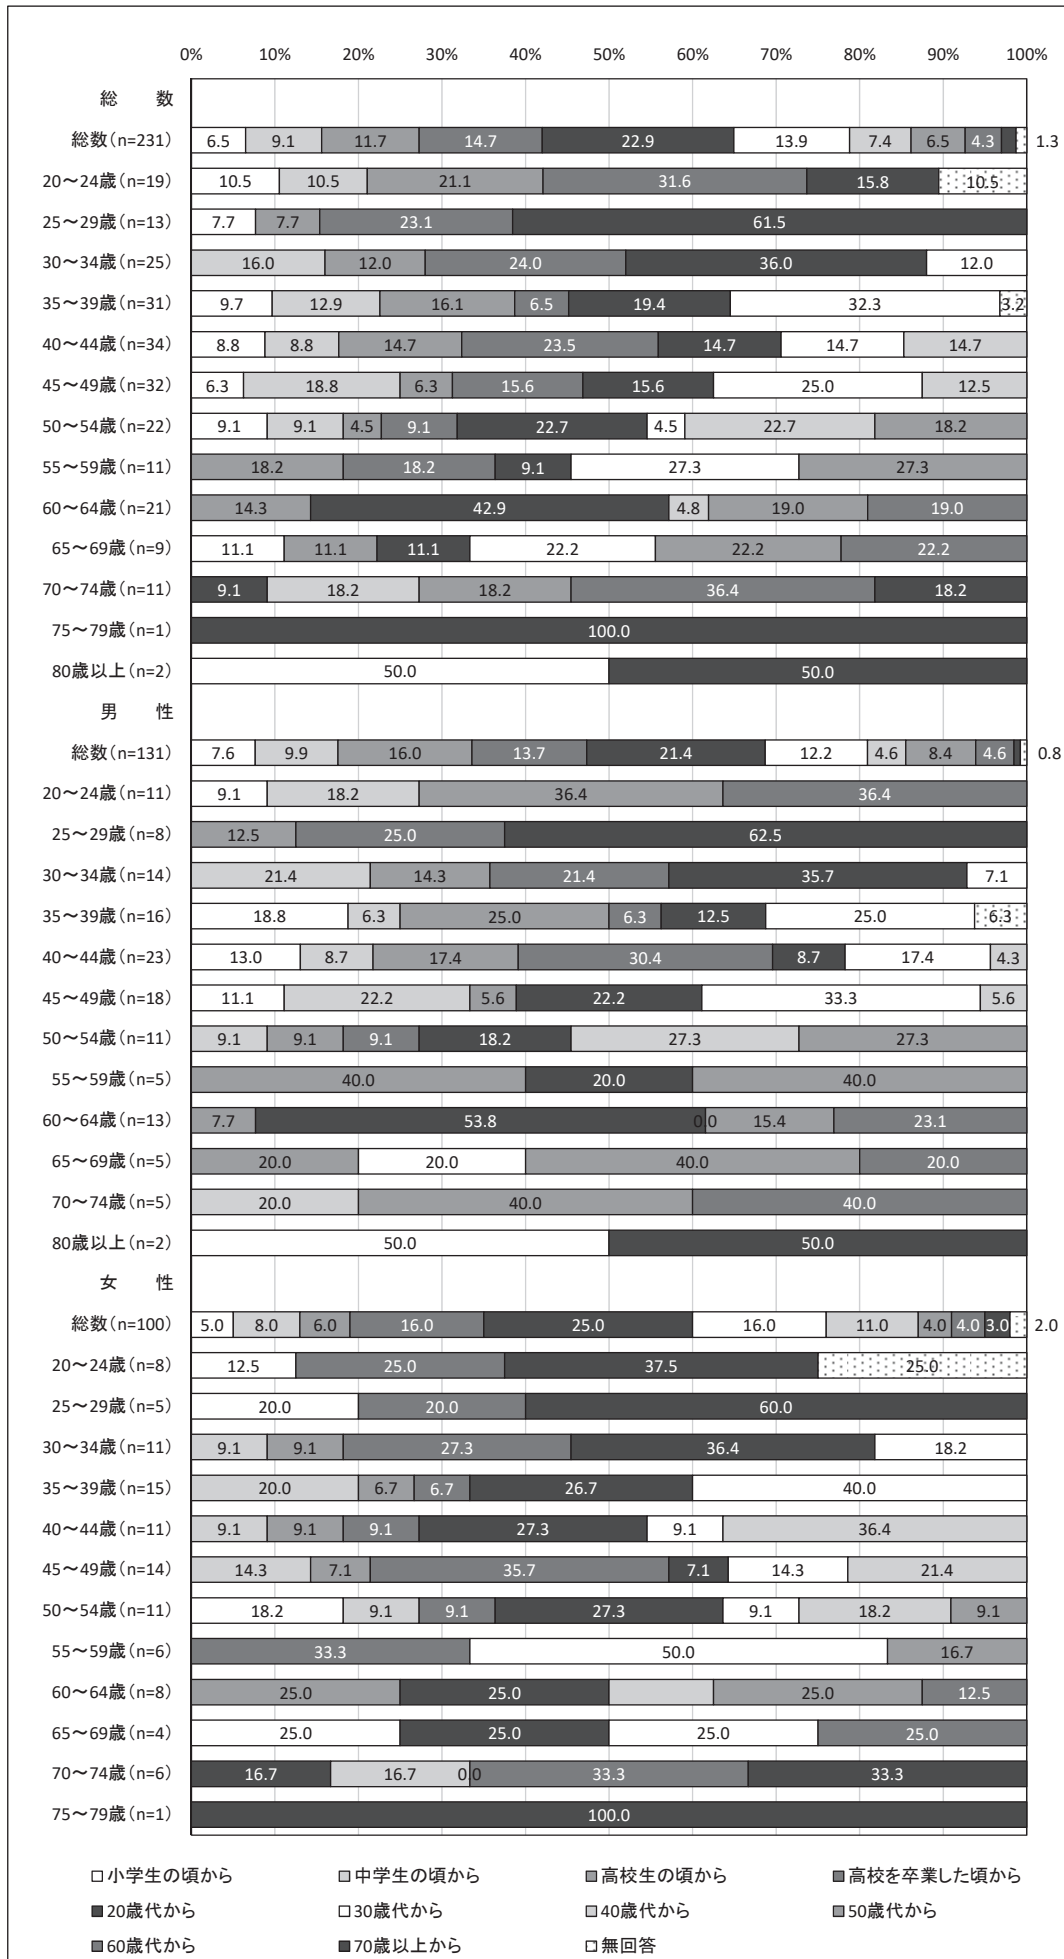 0% 10% 20% 30% 40% 50% 60% 70% 80% 90% 100%
総　数
総数(n=231) 6.5 9.1 11.7 14.7 22.9 13.9 7.4 6.5 4.3 1.3
20～24歳(n=19) 10.5 10.5 21.1 31.6 15.8 10.5
25～29歳(n=13) 7.7 7.7 23.1 61.5
30～34歳(n=25) 16.0 12.0 24.0 36.0 12.0
35～39歳(n=31) 9.7 12.9 16.1 6.5 19.4 32.3 3.2
40～44歳(n=34) 8.8 8.8 14.7 23.5 14.7 14.7 14.7
45～49歳(n=32) 6.3 18.8 6.3 15.6 15.6 25.0 12.5
50～54歳(n=22) 9.1 9.1 4.5 9.1 22.7 4.5 22.7 18.2
55～59歳(n=11) 18.2 18.2 9.1 27.3 27.3
60～64歳(n=21) 14.3 42.9 4.8 19.0 19.0
65～69歳(n=9) 11.1 11.1 11.1 22.2 22.2 22.2
70～74歳(n=11) 9.1 18.2 18.2 36.4 18.2
75～79歳(n=1) 100.0
80歳以上(n=2) 50.0 50.0
男　性
総数(n=131) 7.6 9.9 16.0 13.7 21.4 12.2 4.6 8.4 4.6 0.8
20～24歳(n=11) 9.1 18.2 36.4 36.4
25～29歳(n=8) 12.5 25.0 62.5
30～34歳(n=14) 21.4 14.3 21.4 35.7 7.1
35～39歳(n=16) 18.8 6.3 25.0 6.3 12.5 25.0 6.3
40～44歳(n=23) 13.0 8.7 17.4 30.4 8.7 17.4 4.3
45～49歳(n=18) 11.1 22.2 5.6 22.2 33.3 5.6
50～54歳(n=11) 9.1 9.1 9.1 18.2 27.3 27.3
55～59歳(n=5) 40.0 20.0 40.0
60～64歳(n=13) 7.7 53.8 0.0 15.4 23.1
65～69歳(n=5) 20.0 20.0 40.0 20.0
70～74歳(n=5) 20.0 40.0 40.0
80歳以上(n=2) 50.0 50.0
女　性
総数(n=100) 5.0 8.0 6.0 16.0 25.0 16.0 11.0 4.0 4.0 3.0 2.0
20～24歳(n=8) 12.5 25.0 37.5 25.0
25～29歳(n=5) 20.0 20.0 60.0
30～34歳(n=11) 9.1 9.1 27.3 36.4 18.2
35～39歳(n=15) 20.0 6.7 6.7 26.7 40.0
40～44歳(n=11) 9.1 9.1 9.1 27.3 9.1 36.4
45～49歳(n=14) 14.3 7.1 35.7 7.1 14.3 21.4
50～54歳(n=11) 18.2 9.1 9.1 27.3 9.1 18.2 9.1
55～59歳(n=6) 33.3 50.0 16.7
60～64歳(n=8) 25.0 25.0 25.0 12.5
65～69歳(n=4) 25.0 25.0 25.0 25.0
70～74歳(n=6) 16.7 16.7 0.0 33.3 33.3
75～79歳(n=1) 100.0
小学生の頃から 中学生の頃から 高校生の頃から 高校を卒業した頃から
20歳代から 30歳代から 40歳代から 50歳代から
60歳代から 70歳以上から 無回答